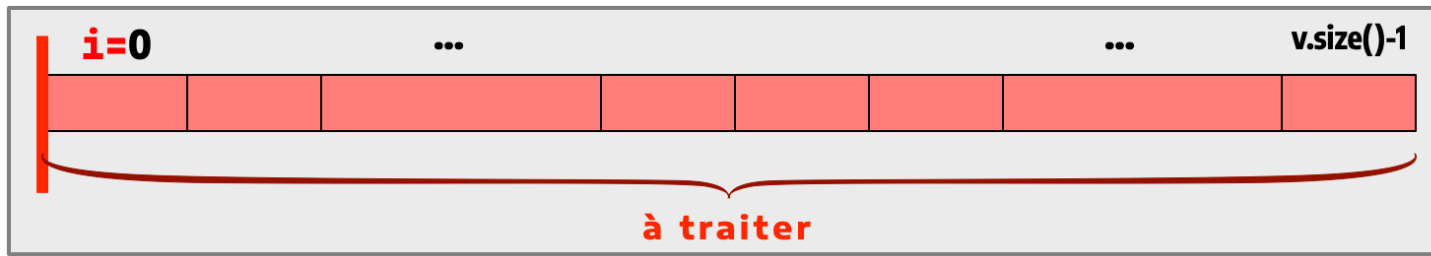 i=0 ... ... v.size()-1
à traiter